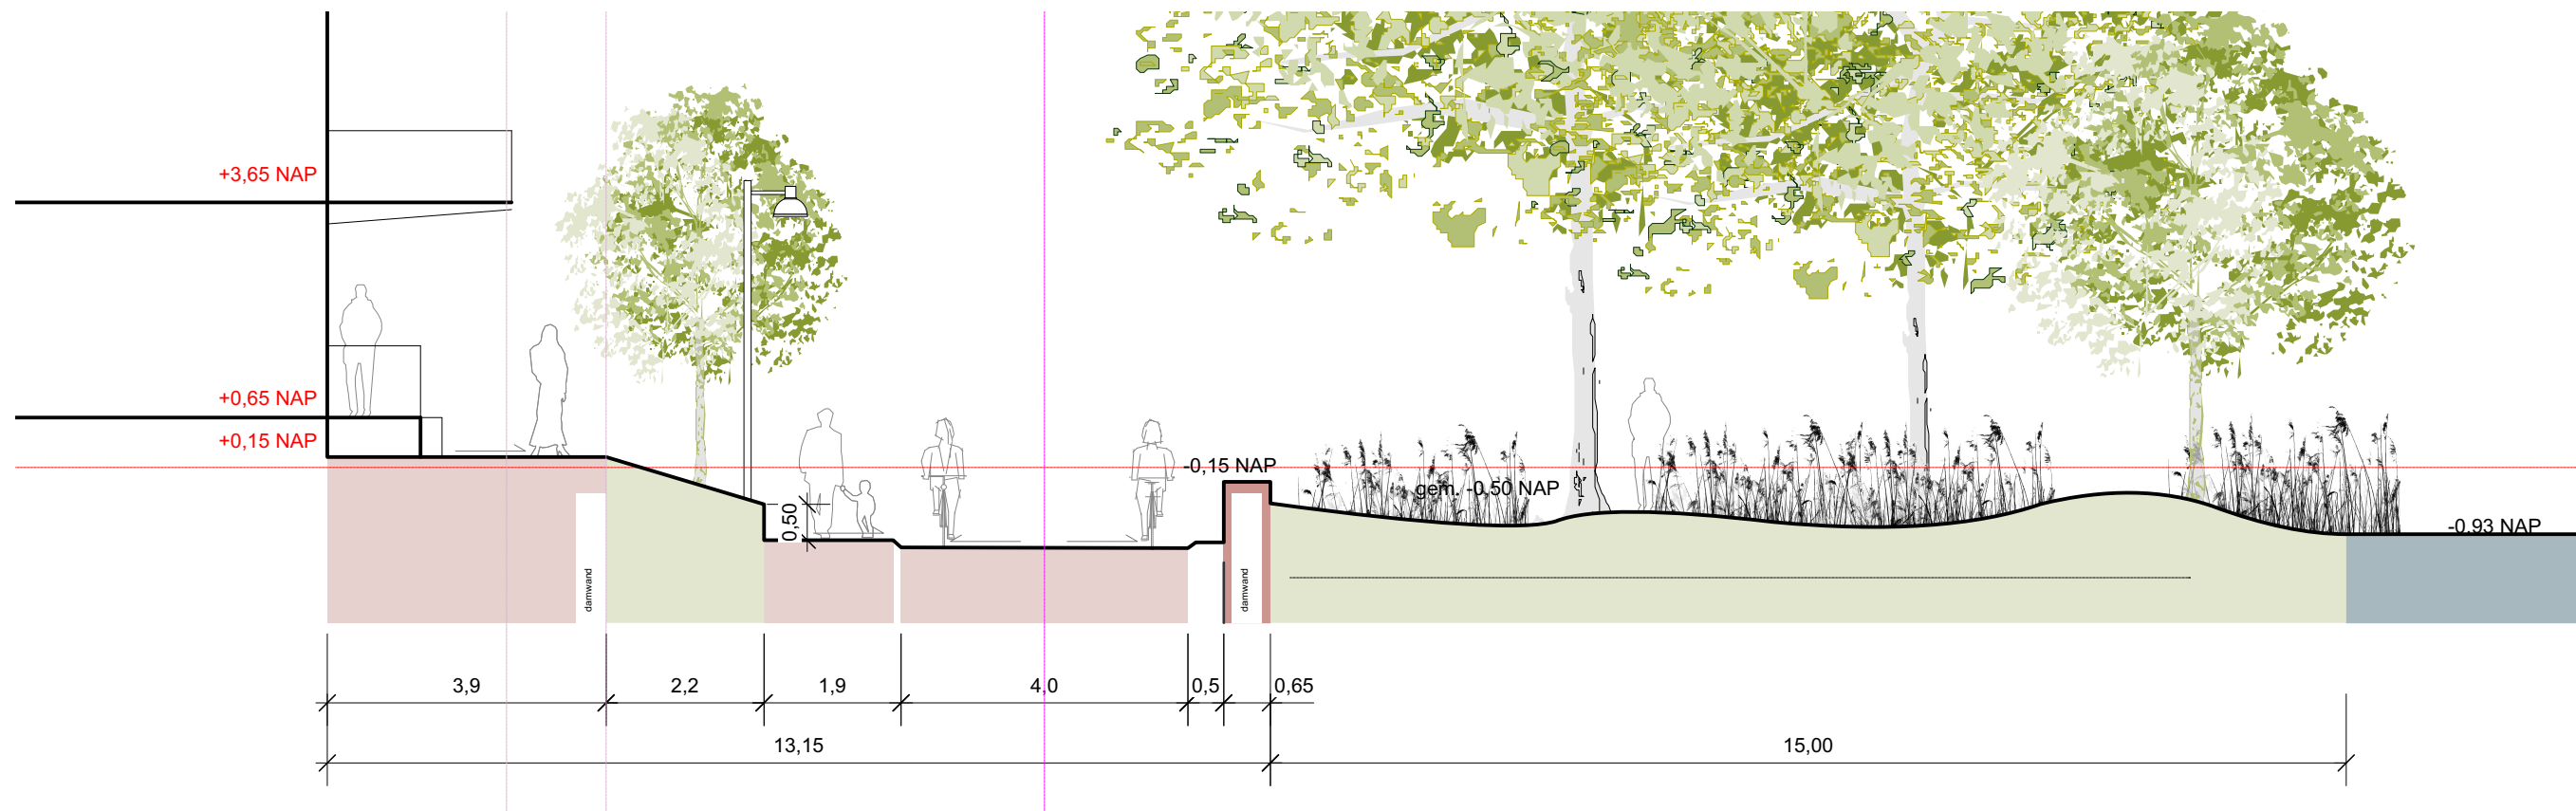 +3,65 NAP
+0,65 NAP
+0,15 NAP
-0,15 NAP
gem. -0,50 NAP
0,50
-0,93 NAP
damwand
damwand
3,9
2,2
1,9
4,0
0,5
0,65
13,15
15,00